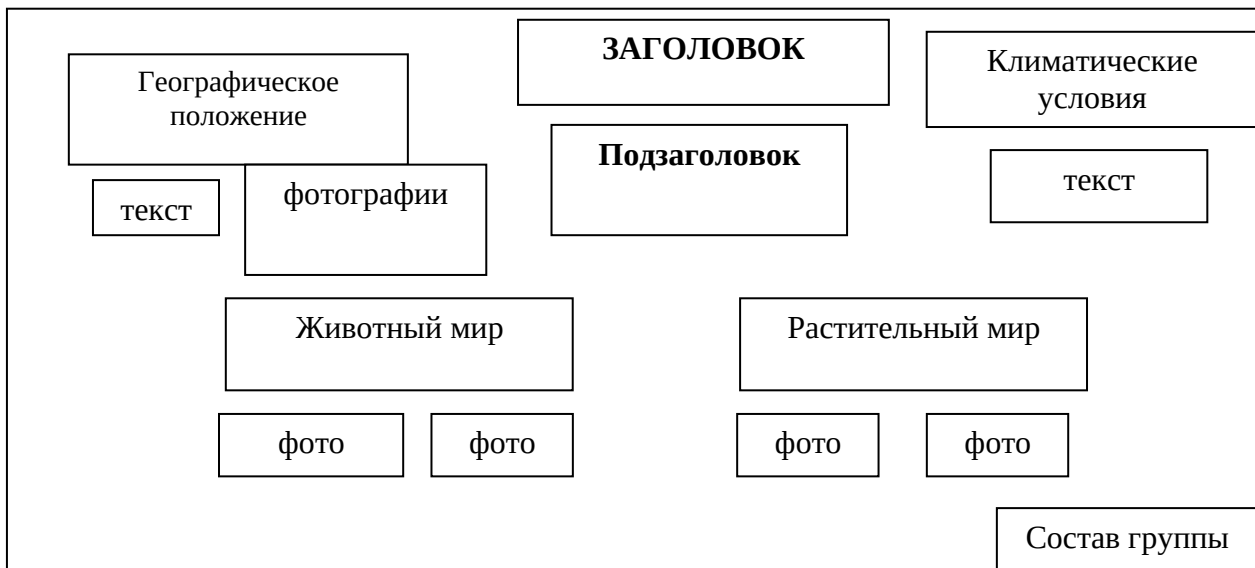 ЗАГОЛОВОК
Географическое
положение
Климатические
условия
Подзаголовок
текст
фотографии
текст
Животный мир
Растительный мир
фото
фото
фото
фото
Состав группы